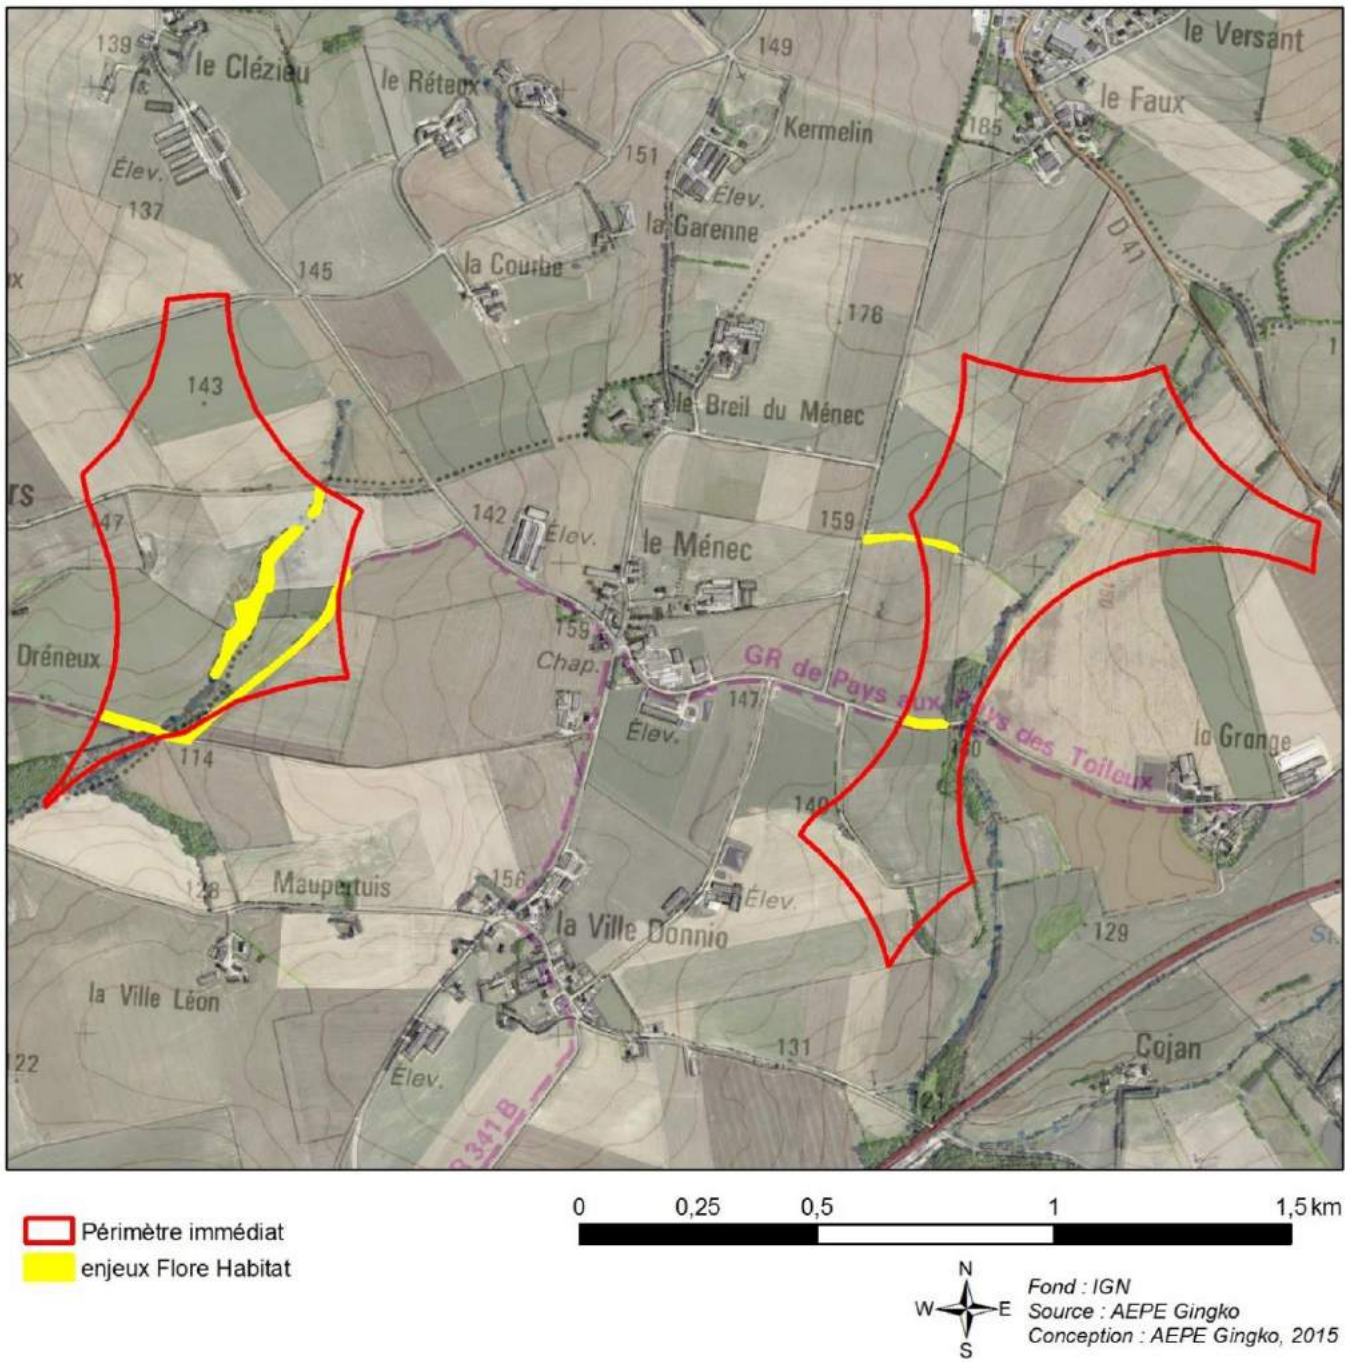 139
le Clézieu
149
le Versant
le Réteux
le Faux
Kermelin
185
151
Élev.
Élev.
137
la Garenne
D 41
145
la Courbe
176
143
le Breil du Ménec
147
142
Élev.
159
le Ménec
159
Dréneux
Chap.
GR de Pays aux Pays des Toileux
147
Élev.
la Grange
114
140
Maupertuis
128
156
Élev.
la Ville Donnio
129
la Ville Léon
131
Cojan
122
Élev.
341 B
0 0,25 0,5 1 1,5 km
Périmètre immédiat
enjeux Flore Habitat
N
W E
S
Fond : IGN
Source : AEPE Gingko
Conception : AEPE Gingko, 2015